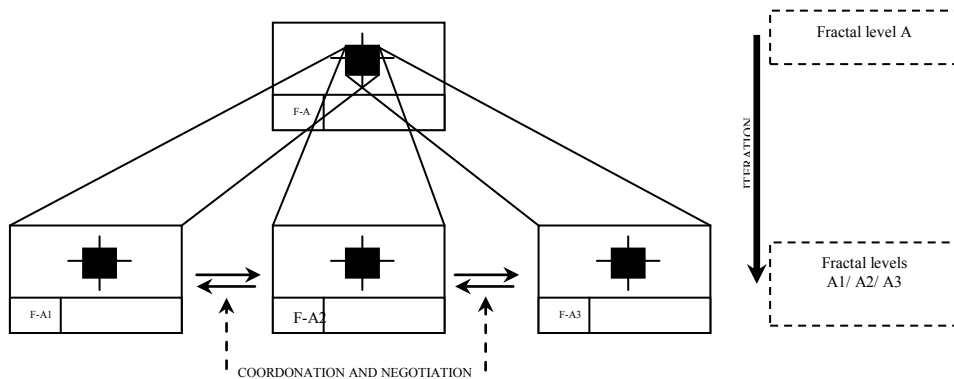 Fractal level A
F-A
ITERATION
Fractal levels
A1/ A2/ A3
F-A1
F-A2
F-A3
COORDONATION AND NEGOTIATION